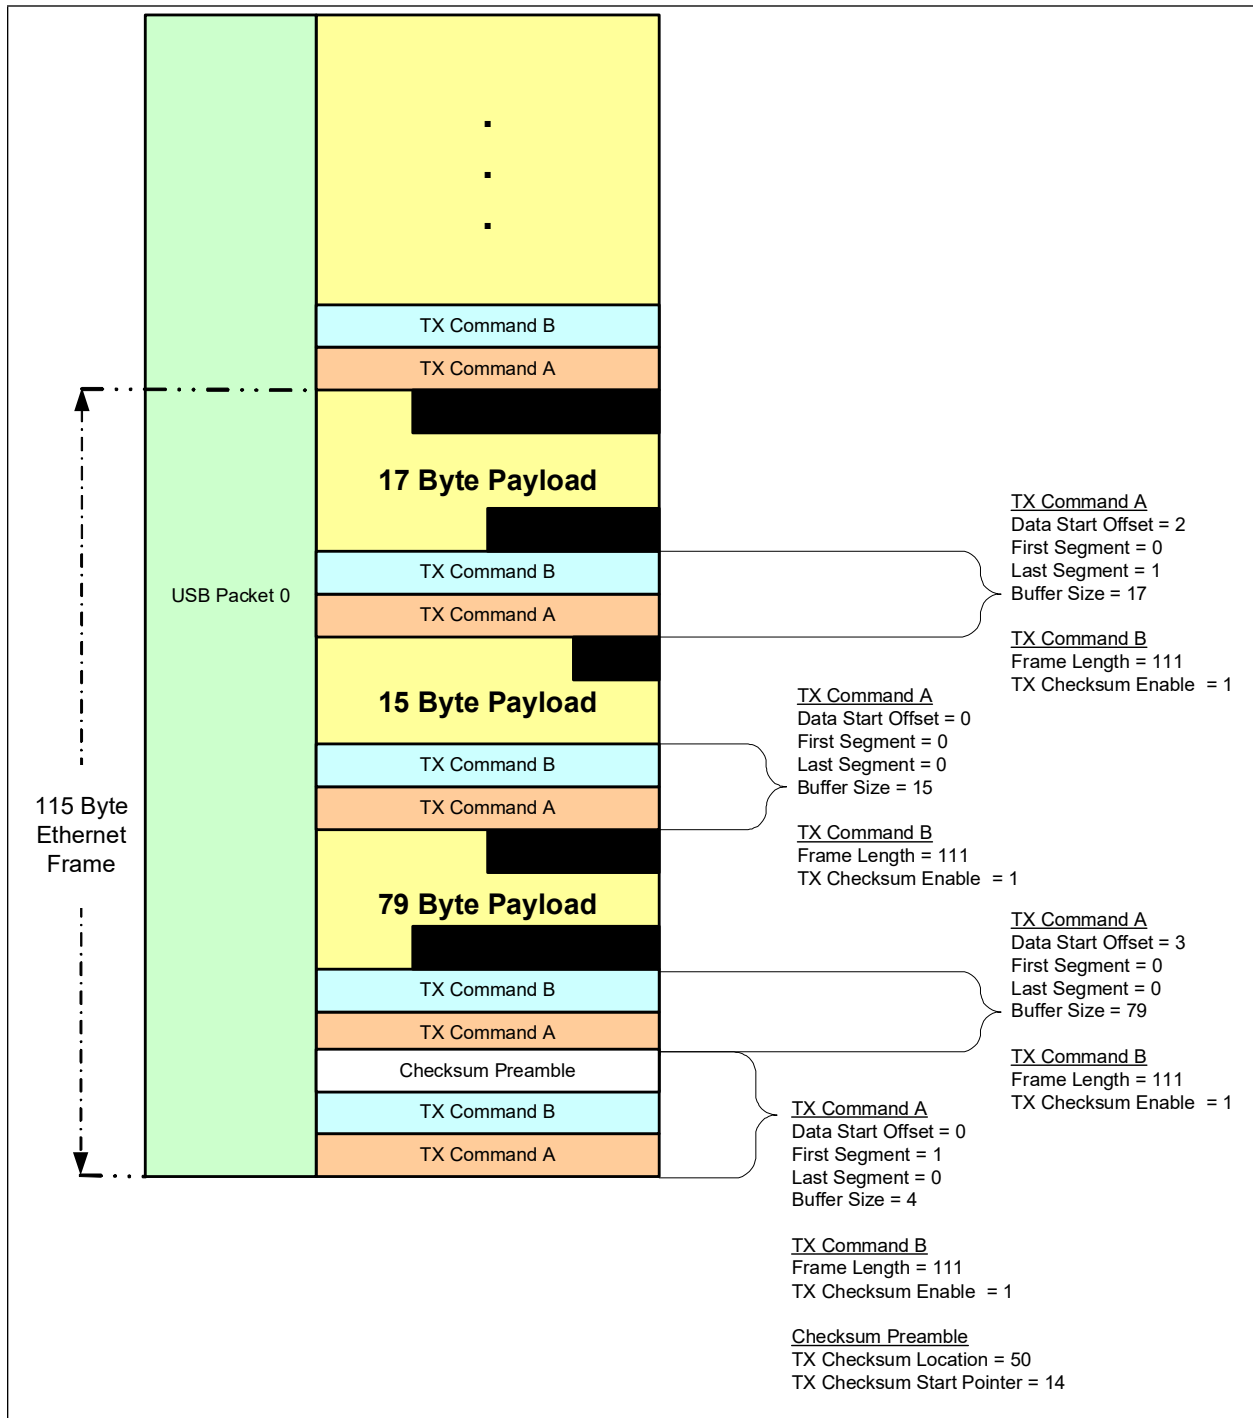 TX Command B
TX Command A
17 Byte Payload
TX Command B
TX Command A
USB Packet 0
15 Byte Payload
TX Command B
TX Command A
115 Byte
Ethernet
Frame
79 Byte Payload
TX Command B
TX Command A
Checksum Preamble
TX Command B
TX Command A
TX Command A
Data Start Offset = 2
First Segment = 0
Last Segment = 1
Buffer Size = 17
TX Command B
Frame Length = 111
TX Checksum Enable = 1
TX Command A
Data Start Offset = 0
First Segment = 0
Last Segment = 0
Buffer Size = 15
TX Command B
Frame Length = 111
TX Checksum Enable = 1
TX Command A
Data Start Offset = 3
First Segment = 0
Last Segment = 0
Buffer Size = 79
TX Command B
Frame Length = 111
TX Checksum Enable = 1
TX Command A
Data Start Offset = 0
First Segment = 1
Last Segment = 0
Buffer Size = 4
TX Command B
Frame Length = 111
TX Checksum Enable = 1
Checksum Preamble
TX Checksum Location = 50
TX Checksum Start Pointer = 14